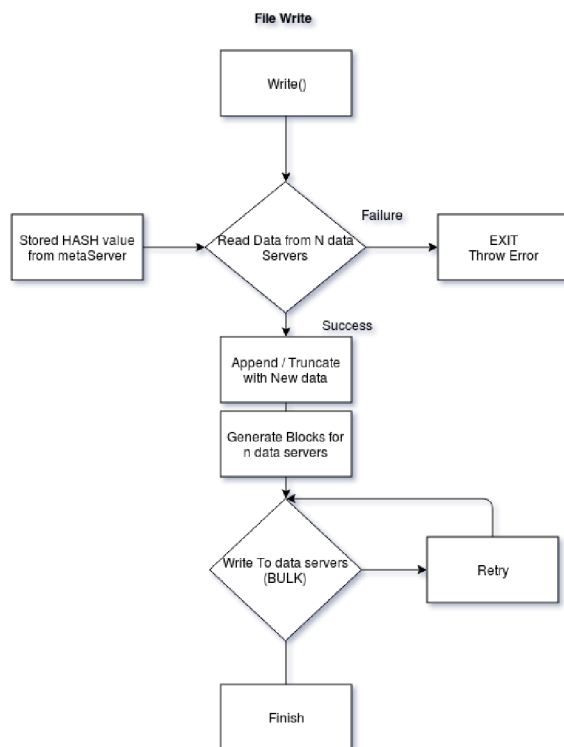 File Write
Write()
Failure
Stored HASH value
from metaServer
Read Data from N data
Servers
EXIT
Throw Error
Success
Append / Truncate
with New data
Generate Blocks for
n data servers
Write To data servers
(BULK)
Retry
Finish